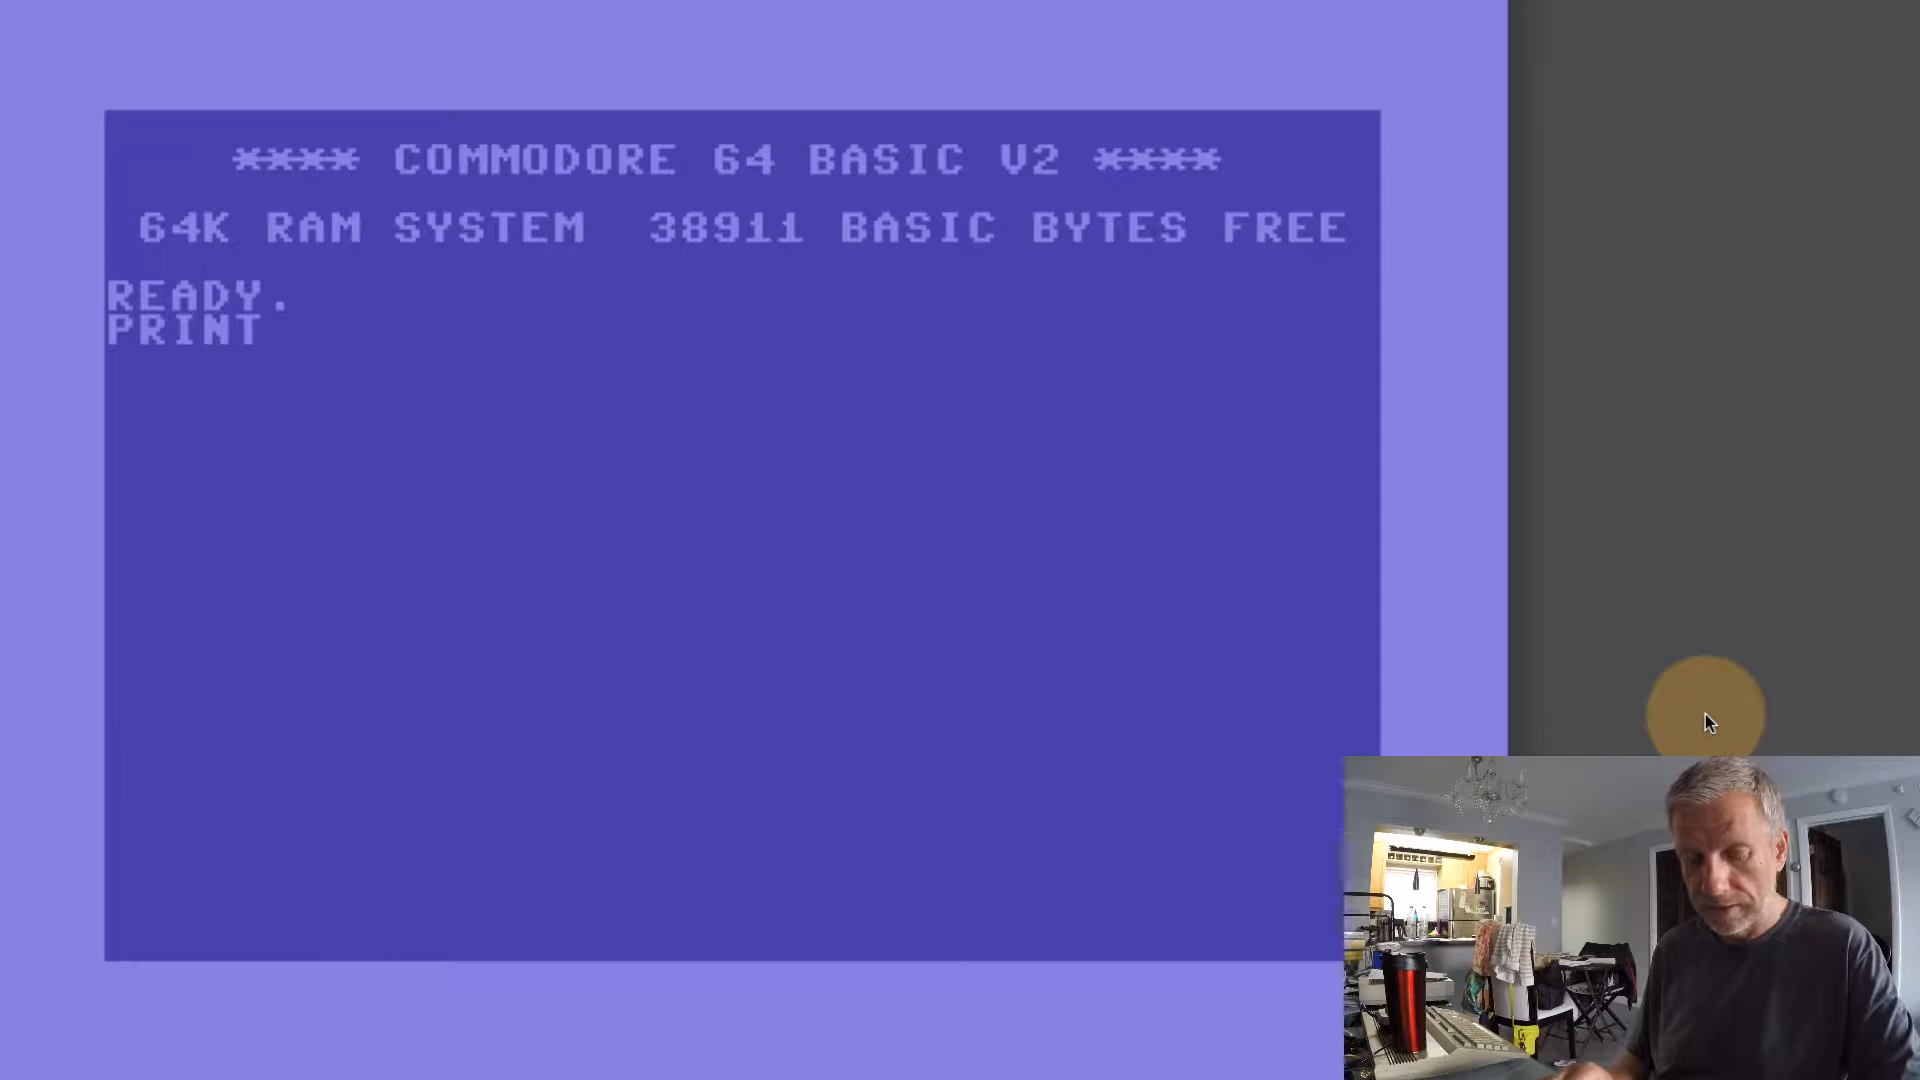 **** COMMODORE 64 BASIC V2 ****
64K RAM SYSTEM  38911 BASIC BYTES FREE
READY.
PRINT